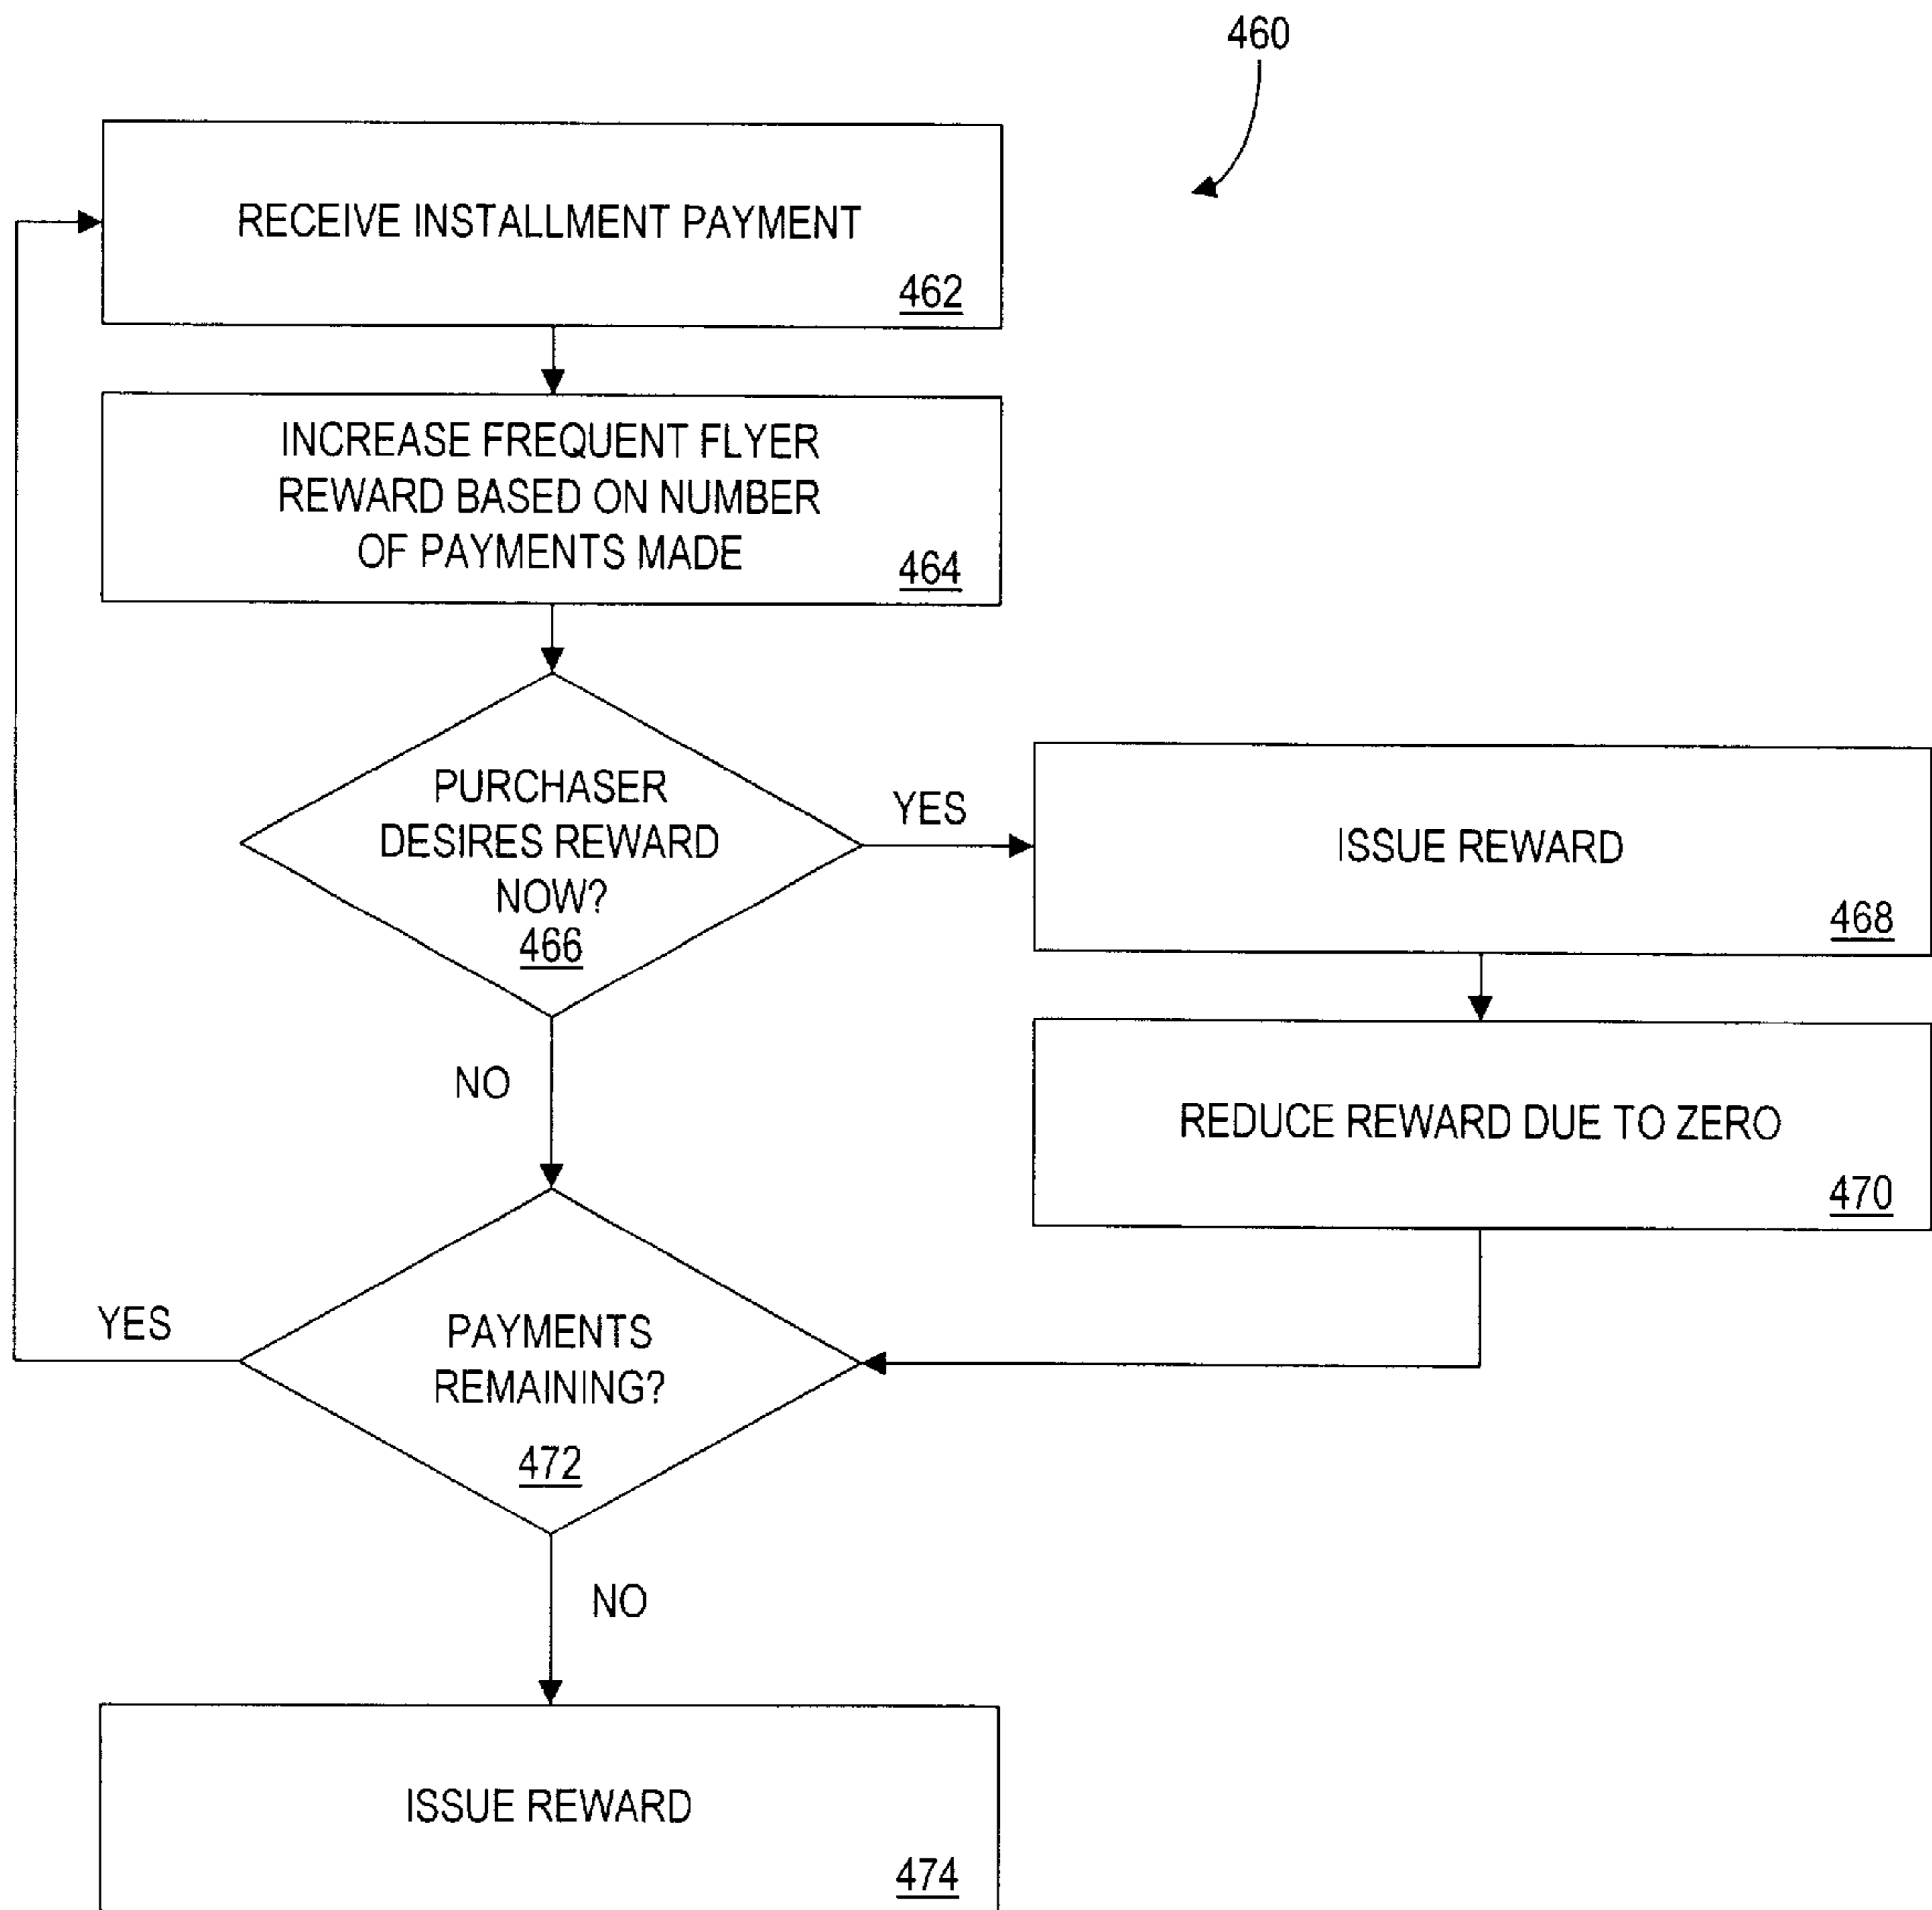 460
RECEIVE INSTALLMENT PAYMENT
462
INCREASE FREQUENT FLYER
REWARD BASED ON NUMBER
OF PAYMENTS MADE
464
PURCHASER
DESIRES REWARD
NOW?
466
YES
ISSUE REWARD
468
NO
REDUCE REWARD DUE TO ZERO
470
YES
PAYMENTS
REMAINING?
472
NO
ISSUE REWARD
474